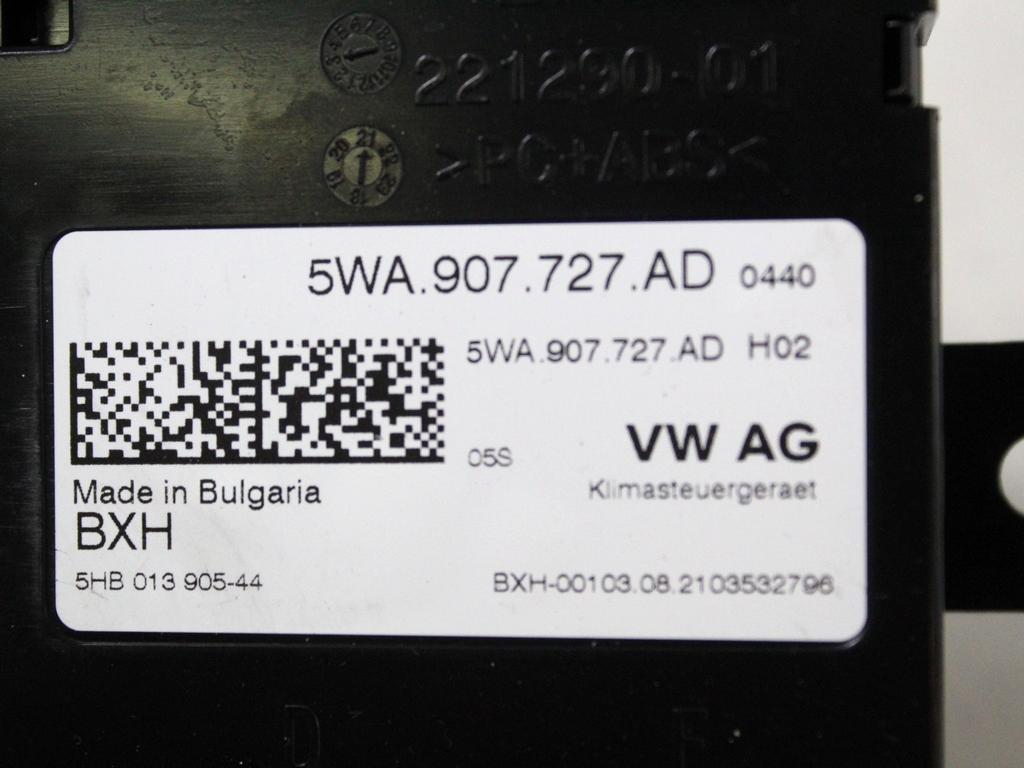 221290-01
>PC+ABS<
5WA.907.727.AD 0440
5WA.907.727.AD H02
05S
VW AG
Klimasteuergeraet
Made in Bulgaria
BXH
5HB 013 905-44
BXH-00103.08.2103532796